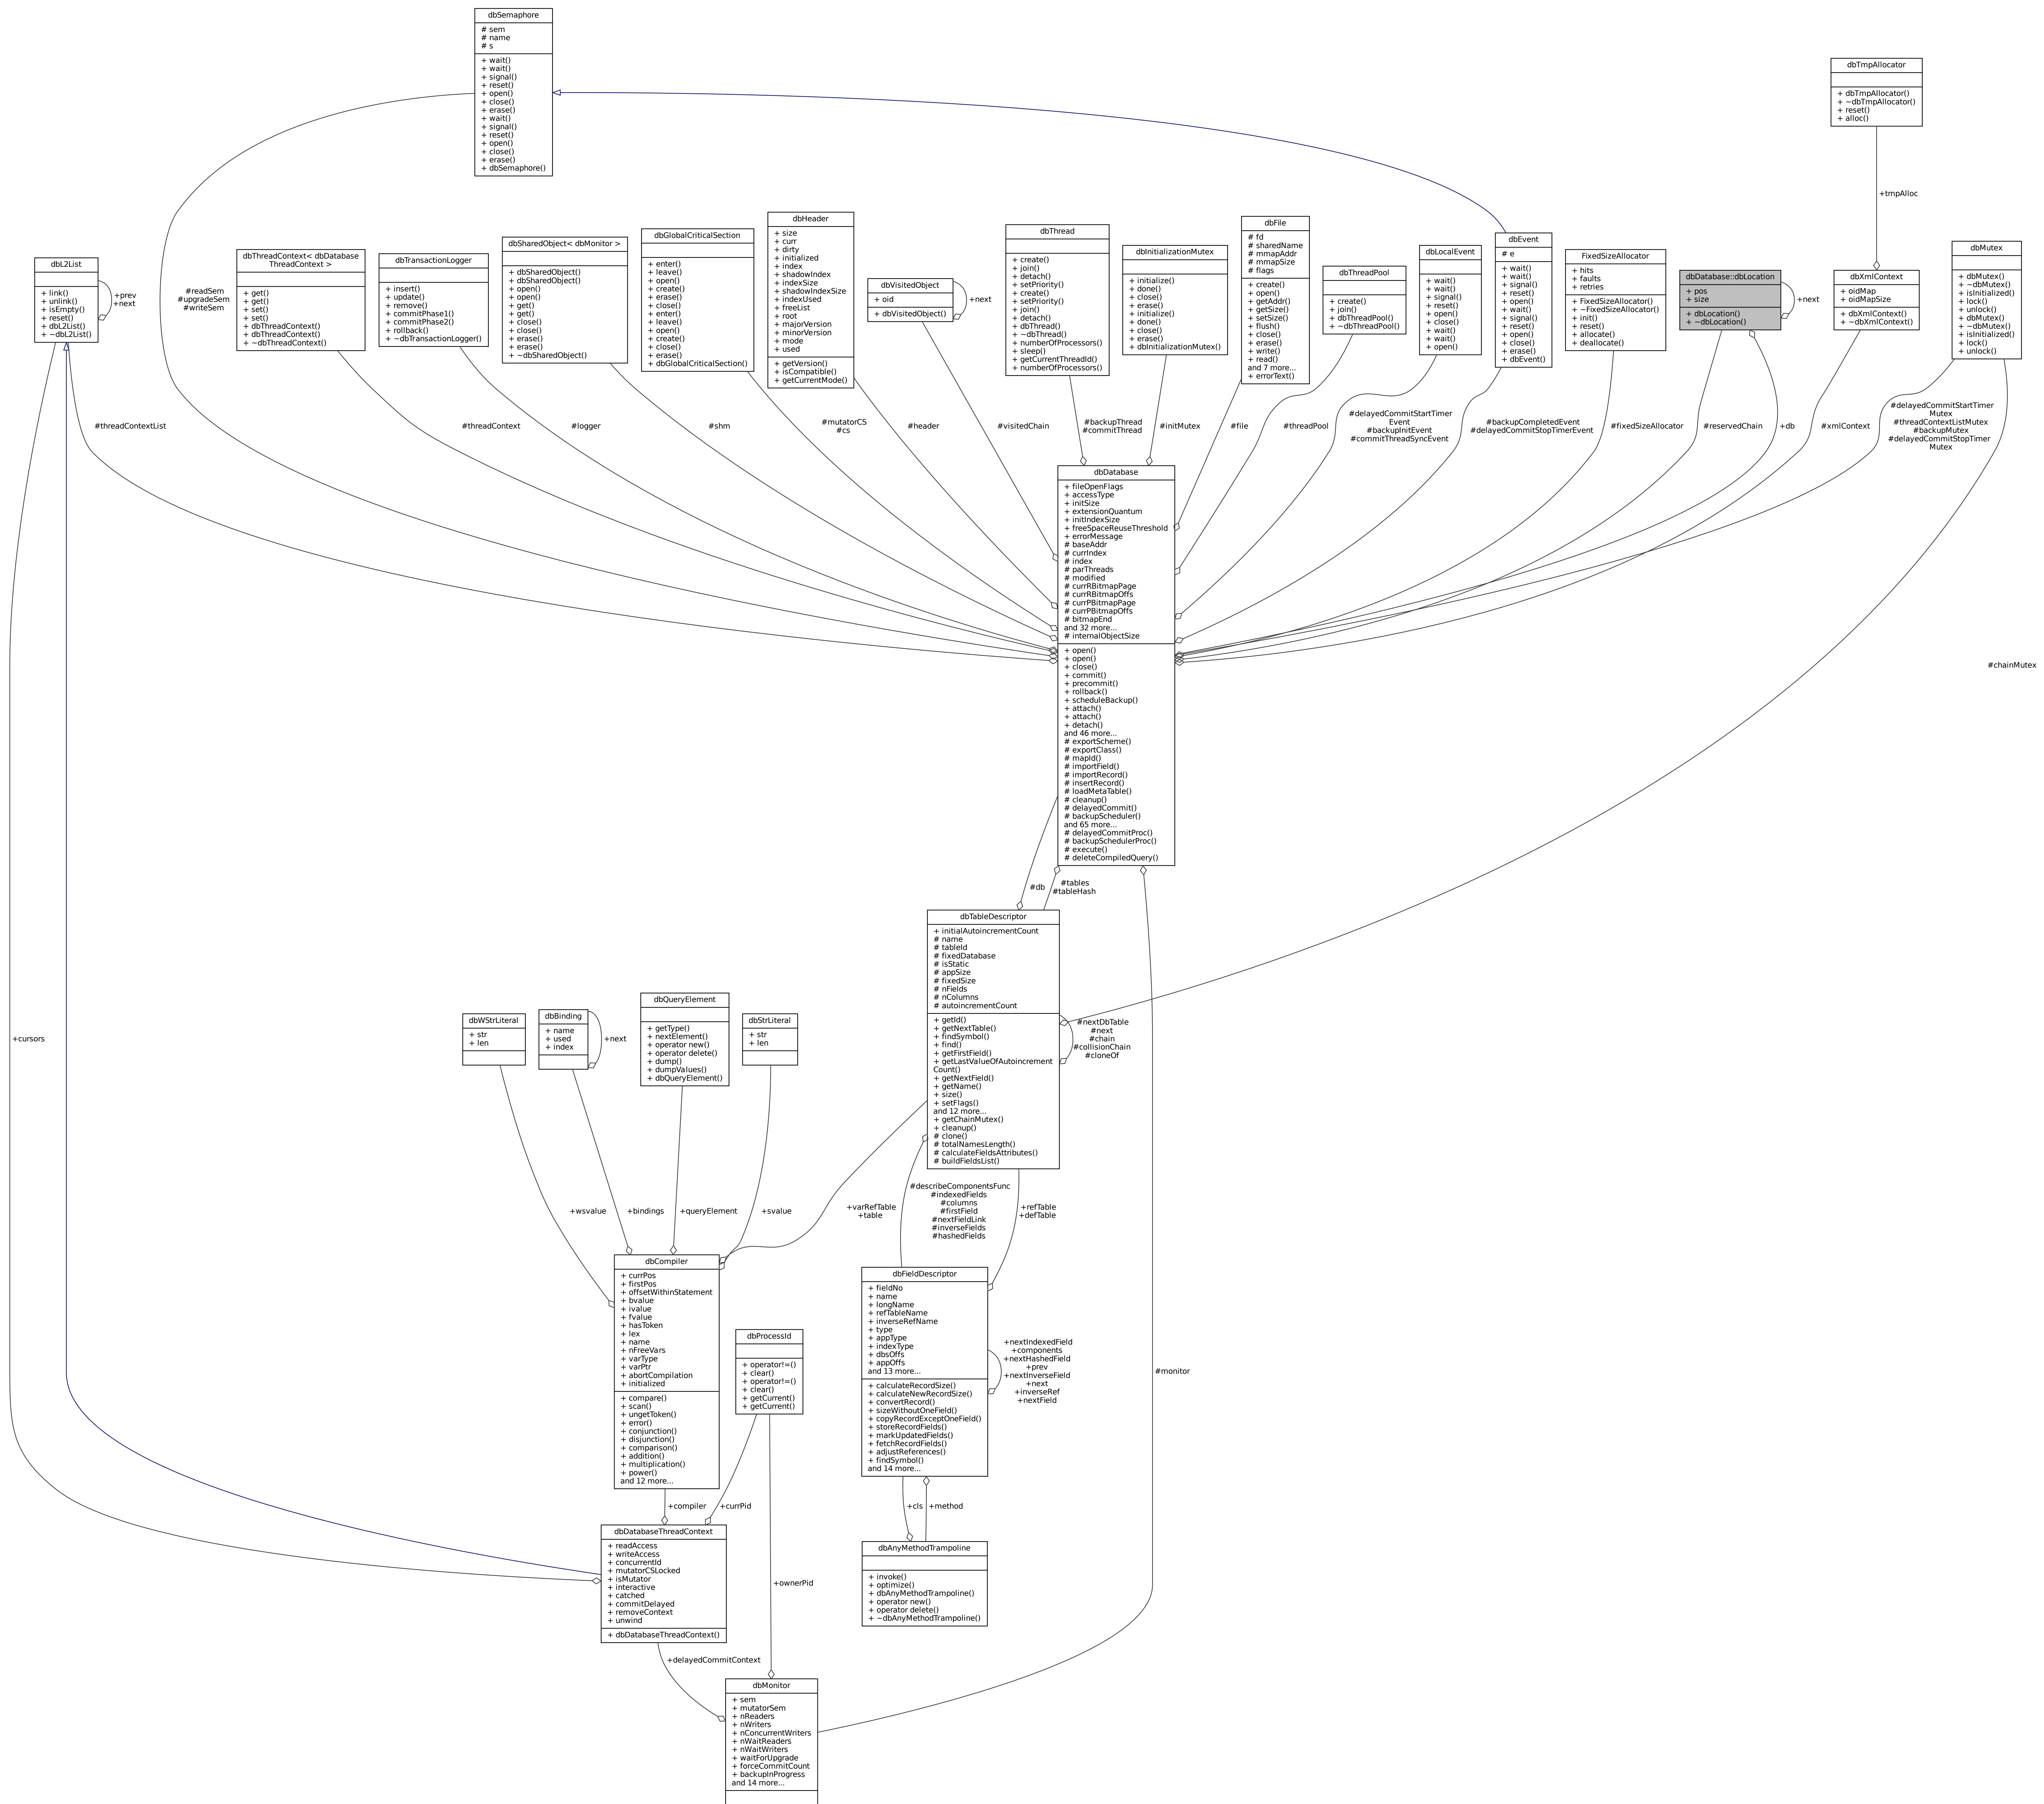 dbSemaphore
# sem
# name
# s
+ wait()
+ wait()
+ signal()
+ reset()
+ open()
+ close()
+ erase()
+ wait()
+ signal()
+ reset()
+ open()
+ close()
+ erase()
+ dbSemaphore()
dbTmpAllocator
+ dbTmpAllocator()
+ ~dbTmpAllocator()
+ reset()
+ alloc()
+tmpAlloc
dbL2List
+ link()
+ unlink()
+ isEmpty()
+ reset()
+ dbL2List()
+ ~dbL2List()
+prev
+next
#readSem
#upgradeSem
#writeSem
dbThreadContext< dbDatabase
ThreadContext >
+ get()
+ get()
+ set()
+ set()
+ dbThreadContext()
+ dbThreadContext()
+ ~dbThreadContext()
dbTransactionLogger
+ insert()
+ update()
+ remove()
+ commitPhase1()
+ commitPhase2()
+ rollback()
+ ~dbTransactionLogger()
dbSharedObject< dbMonitor >
+ dbSharedObject()
+ dbSharedObject()
+ open()
+ open()
+ get()
+ get()
+ close()
+ close()
+ erase()
+ erase()
+ ~dbSharedObject()
dbGlobalCriticalSection
+ enter()
+ leave()
+ open()
+ create()
+ erase()
+ close()
+ enter()
+ leave()
+ open()
+ create()
+ close()
+ erase()
+ dbGlobalCriticalSection()
dbHeader
+ size
+ curr
+ dirty
+ initialized
+ index
+ shadowIndex
+ indexSize
+ shadowIndexSize
+ indexUsed
+ freeList
+ root
+ majorVersion
+ minorVersion
+ mode
+ used
+ getVersion()
+ isCompatible()
+ getCurrentMode()
dbVisitedObject
+ oid
+ dbVisitedObject()
+next
dbThread
+ create()
+ join()
+ detach()
+ setPriority()
+ create()
+ setPriority()
+ join()
+ detach()
+ dbThread()
+ ~dbThread()
+ numberOfProcessors()
+ sleep()
+ getCurrentThreadId()
+ numberOfProcessors()
dbInitializationMutex
+ initialize()
+ done()
+ close()
+ erase()
+ initialize()
+ done()
+ close()
+ erase()
+ dbInitializationMutex()
dbFile
# fd
# sharedName
# mmapAddr
# mmapSize
# flags
+ create()
+ open()
+ getAddr()
+ getSize()
+ setSize()
+ flush()
+ close()
+ erase()
+ write()
+ read()
and 7 more...
+ errorText()
dbThreadPool
+ create()
+ join()
+ dbThreadPool()
+ ~dbThreadPool()
dbLocalEvent
+ wait()
+ wait()
+ signal()
+ reset()
+ open()
+ close()
+ wait()
+ open()
dbEvent
# e
+ wait()
+ wait()
+ signal()
+ reset()
+ open()
+ wait()
+ signal()
+ reset()
+ open()
+ close()
+ erase()
+ dbEvent()
FixedSizeAllocator
+ hits
+ faults
+ retries
+ FixedSizeAllocator()
+ ~FixedSizeAllocator()
+ init()
+ reset()
+ allocate()
+ deallocate()
dbDatabase::dbLocation
+ pos
+ size
+ dbLocation()
+ ~dbLocation()
+next
dbXmlContext
+ oidMap
+ oidMapSize
+ dbXmlContext()
+ ~dbXmlContext()
dbMutex
+ dbMutex()
+ ~dbMutex()
+ isInitialized()
+ lock()
+ unlock()
+ dbMutex()
+ ~dbMutex()
+ isInitialized()
+ lock()
+ unlock()
#threadContextList
#threadContext
#logger
#shm
#mutatorCS
#cs
#header
#visitedChain
#backupThread
#commitThread
#initMutex
#file
#threadPool
#delayedCommitStartTimer
Event
#backupInitEvent
#commitThreadSyncEvent
#backupCompletedEvent
#delayedCommitStopTimerEvent
#fixedSizeAllocator
#reservedChain
+db
#xmlContext
#delayedCommitStartTimer
Mutex
#threadContextListMutex
#backupMutex
#delayedCommitStopTimer
Mutex
dbDatabase
+ fileOpenFlags
+ accessType
+ initSize
+ extensionQuantum
+ initIndexSize
+ freeSpaceReuseThreshold
+ errorMessage
# baseAddr
# currIndex
# index
# parThreads
# modified
# currRBitmapPage
# currRBitmapOffs
# currPBitmapPage
# currPBitmapOffs
# bitmapEnd
and 32 more...
# internalObjectSize
+ open()
+ open()
+ close()
+ commit()
+ precommit()
+ rollback()
+ scheduleBackup()
+ attach()
+ attach()
+ detach()
and 46 more...
# exportScheme()
# exportClass()
# mapId()
# importField()
# importRecord()
# insertRecord()
# loadMetaTable()
# cleanup()
# delayedCommit()
# backupScheduler()
and 65 more...
# delayedCommitProc()
# backupSchedulerProc()
# execute()
# deleteCompiledQuery()
#chainMutex
#db
#tables
#tableHash
dbTableDescriptor
+ initialAutoincrementCount
# name
# tableId
# fixedDatabase
# isStatic
# appSize
# fixedSize
# nFields
# nColumns
# autoincrementCount
+ getId()
+ getNextTable()
+ findSymbol()
+ find()
+ getFirstField()
+ getLastValueOfAutoincrement
Count()
+ getNextField()
+ getName()
+ size()
+ setFlags()
and 12 more...
+ getChainMutex()
+ cleanup()
# clone()
# totalNamesLength()
# calculateFieldsAttributes()
# buildFieldsList()
#nextDbTable
#next
#chain
#collisionChain
#cloneOf
+cursors
dbWStrLiteral
+ str
+ len
dbBinding
+ name
+ used
+ index
+next
dbQueryElement
+ getType()
+ nextElement()
+ operator new()
+ operator delete()
+ dump()
+ dumpValues()
+ dbQueryElement()
dbStrLiteral
+ str
+ len
+wsvalue
+bindings
+queryElement
+svalue
+varRefTable
+table
#describeComponentsFunc
#indexedFields
#columns
#firstField
#nextFieldLink
#inverseFields
#hashedFields
+refTable
+defTable
dbCompiler
+ currPos
+ firstPos
+ offsetWithinStatement
+ bvalue
+ ivalue
+ fvalue
+ hasToken
+ lex
+ name
+ nFreeVars
+ varType
+ varPtr
+ abortCompilation
+ initialized
+ compare()
+ scan()
+ ungetToken()
+ error()
+ conjunction()
+ disjunction()
+ comparison()
+ addition()
+ multiplication()
+ power()
and 12 more...
dbProcessId
+ operator!=()
+ clear()
+ operator!=()
+ clear()
+ getCurrent()
+ getCurrent()
dbFieldDescriptor
+ fieldNo
+ name
+ longName
+ refTableName
+ inverseRefName
+ type
+ appType
+ indexType
+ dbsOffs
+ appOffs
and 13 more...
+ calculateRecordSize()
+ calculateNewRecordSize()
+ convertRecord()
+ sizeWithoutOneField()
+ copyRecordExceptOneField()
+ storeRecordFields()
+ markUpdatedFields()
+ fetchRecordFields()
+ adjustReferences()
+ findSymbol()
and 14 more...
+nextIndexedField
+components
+nextHashedField
+prev
+nextInverseField
+next
+inverseRef
+nextField
#monitor
+compiler
+currPid
+cls
+method
dbDatabaseThreadContext
+ readAccess
+ writeAccess
+ concurrentId
+ mutatorCSLocked
+ isMutator
+ interactive
+ catched
+ commitDelayed
+ removeContext
+ unwind
+ dbDatabaseThreadContext()
+ownerPid
dbAnyMethodTrampoline
+ invoke()
+ optimize()
+ dbAnyMethodTrampoline()
+ operator new()
+ operator delete()
+ ~dbAnyMethodTrampoline()
+delayedCommitContext
dbMonitor
+ sem
+ mutatorSem
+ nReaders
+ nWriters
+ nConcurrentWriters
+ nWaitReaders
+ nWaitWriters
+ waitForUpgrade
+ forceCommitCount
+ backupInProgress
and 14 more...